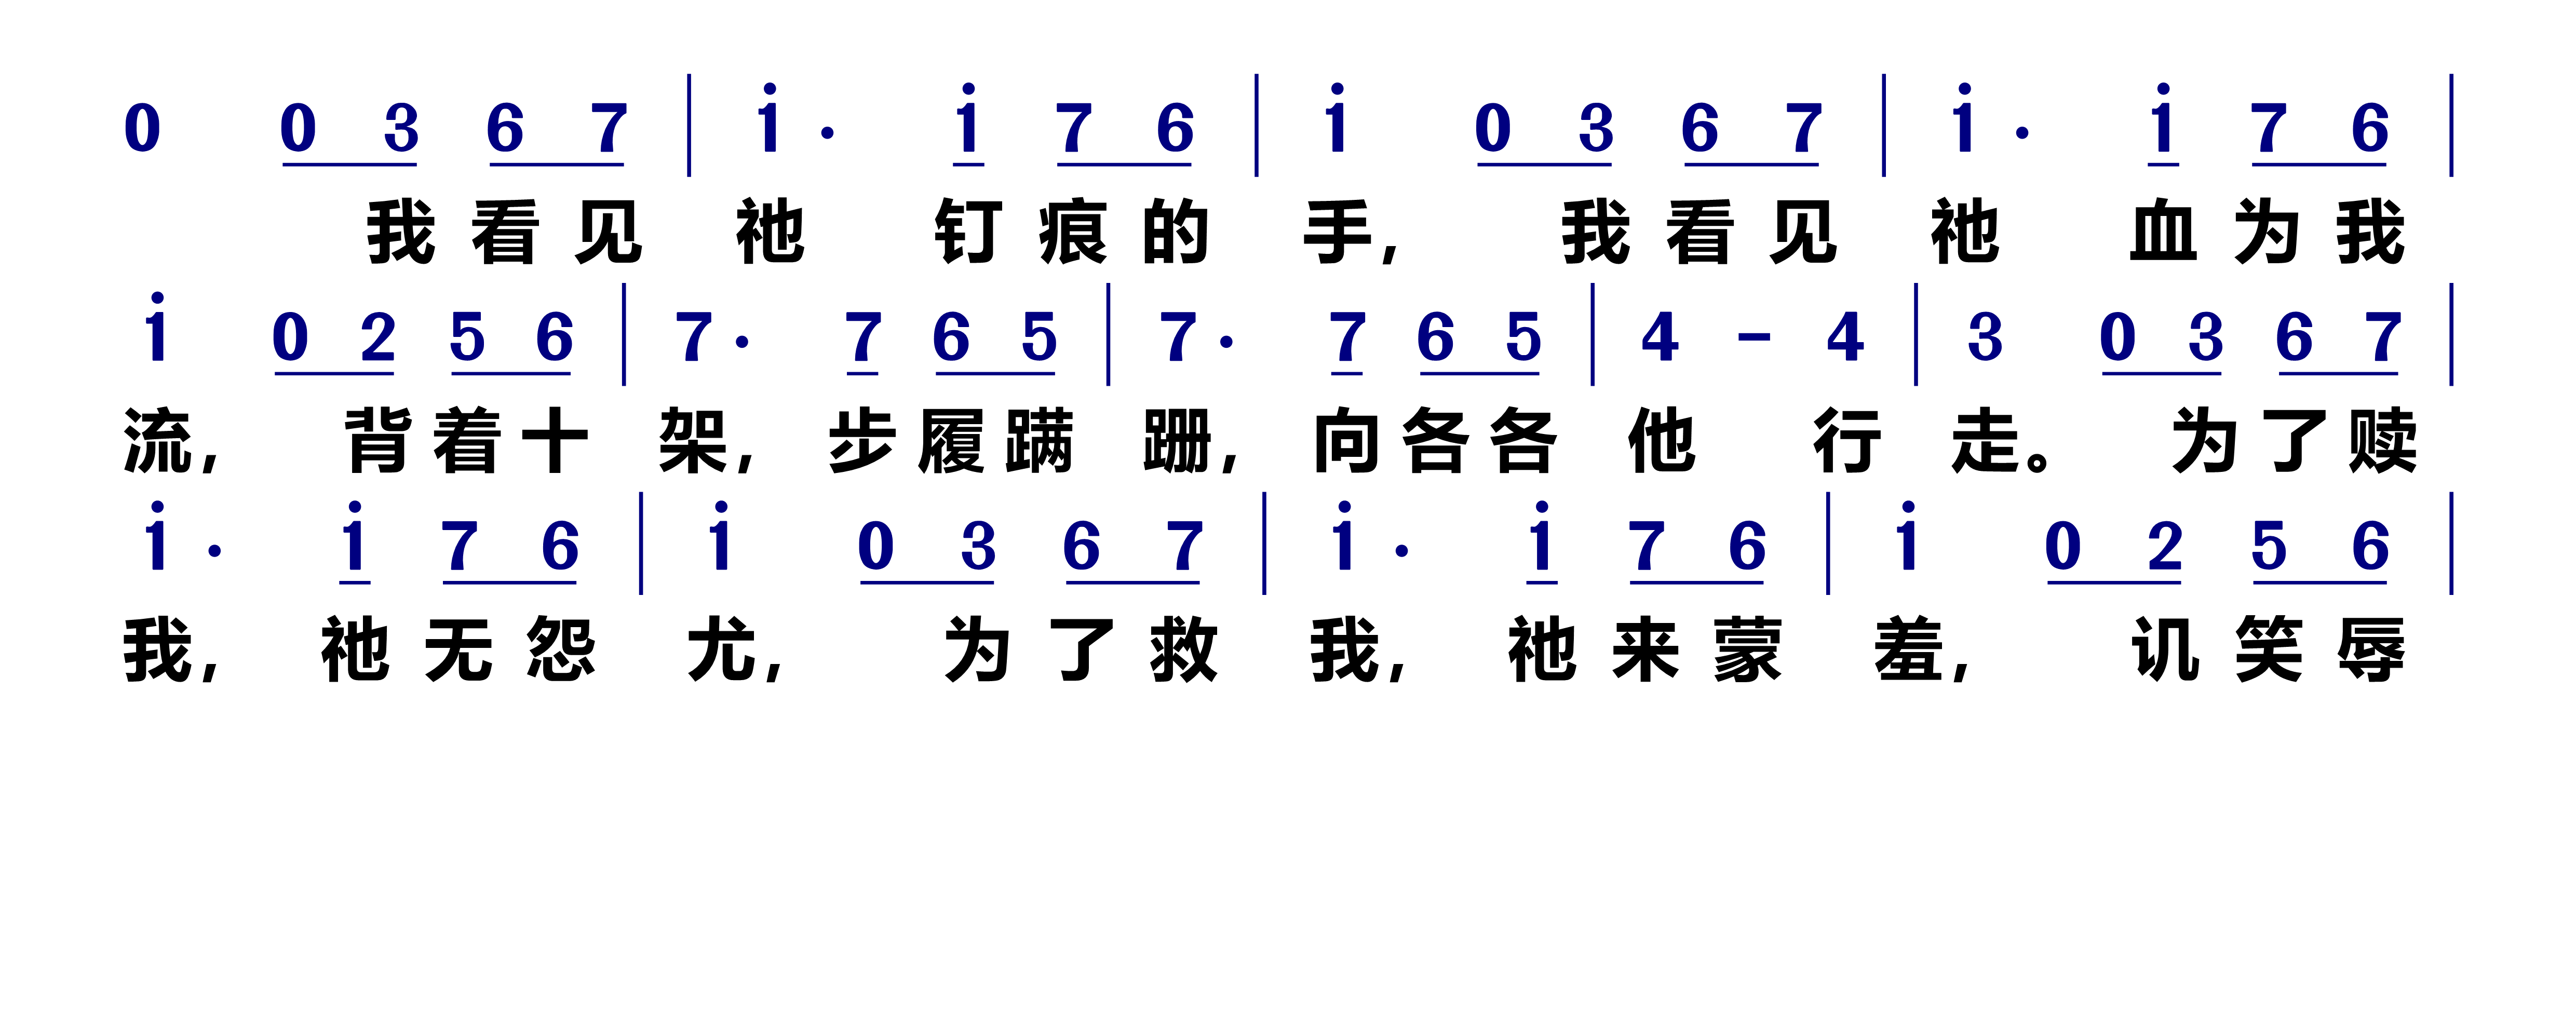 0 0 3 6 7 | i · i 7 6 | i 0 3 6 7 | i · i 7 6 |
我看见 祂 钉痕的 手, 我看见 祂 血为我
i 0 2 5 6 | 7 · 7 6 5 | 7 · 7 6 5 | 4 - 4 | 3 0 3 6 7 |
流, 背着十 架, 步履蹒 跚, 向各各 他 行 走。 为了赎
i · i 7 6 | i 0 3 6 7 | i · i 7 6 | i 0 2 5 6 |
我, 祂无怨 尤, 为了救 我, 祂来蒙 羞, 讥笑辱